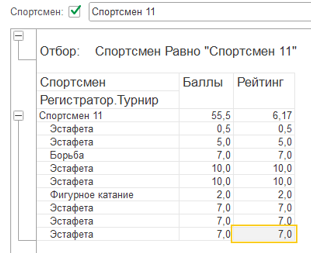 Спортсмен: Спортсмен 11
Отбор: Спортсмен Равно "Спортсмен 11"
Спортсмен Баллы Рейтинг
Регистратор.Турнир
Спортсмен 11 55,5 6,17
Эстафета 0,5 0,5
Эстафета 5,0 5,0
Борьба 7,0 7,0
Эстафета 10,0 10,0
Эстафета 10,0 10,0
Фигурное катание 2,0 2,0
Эстафета 7,0 7,0
Эстафета 7,0 7,0
Эстафета 7,0 7,0